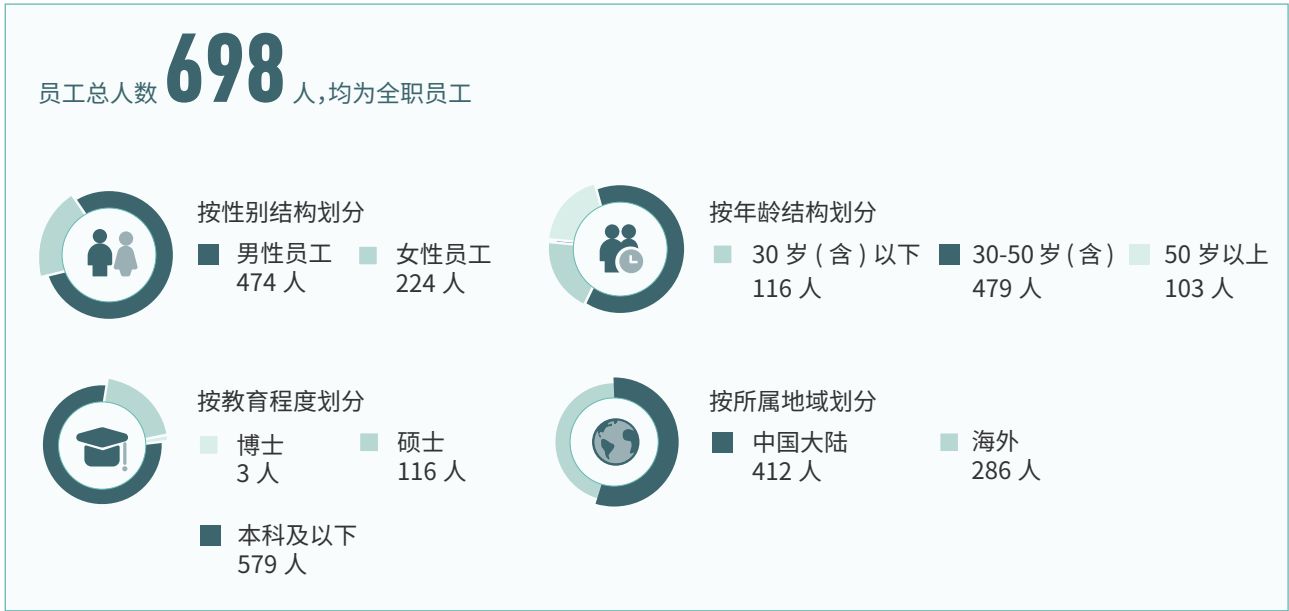 员工总人数 698 人，均为全职员工
按性别结构划分
男性员工
474 人
女性员工
224 人
按年龄结构划分
30 岁 ( 含 ) 以下
116 人
30-50 岁 ( 含 )
479 人
50 岁以上
103 人
按教育程度划分
博士
3 人
硕士
116 人
本科及以下
579 人
按所属地域划分
中国大陆
412 人
海外
286 人